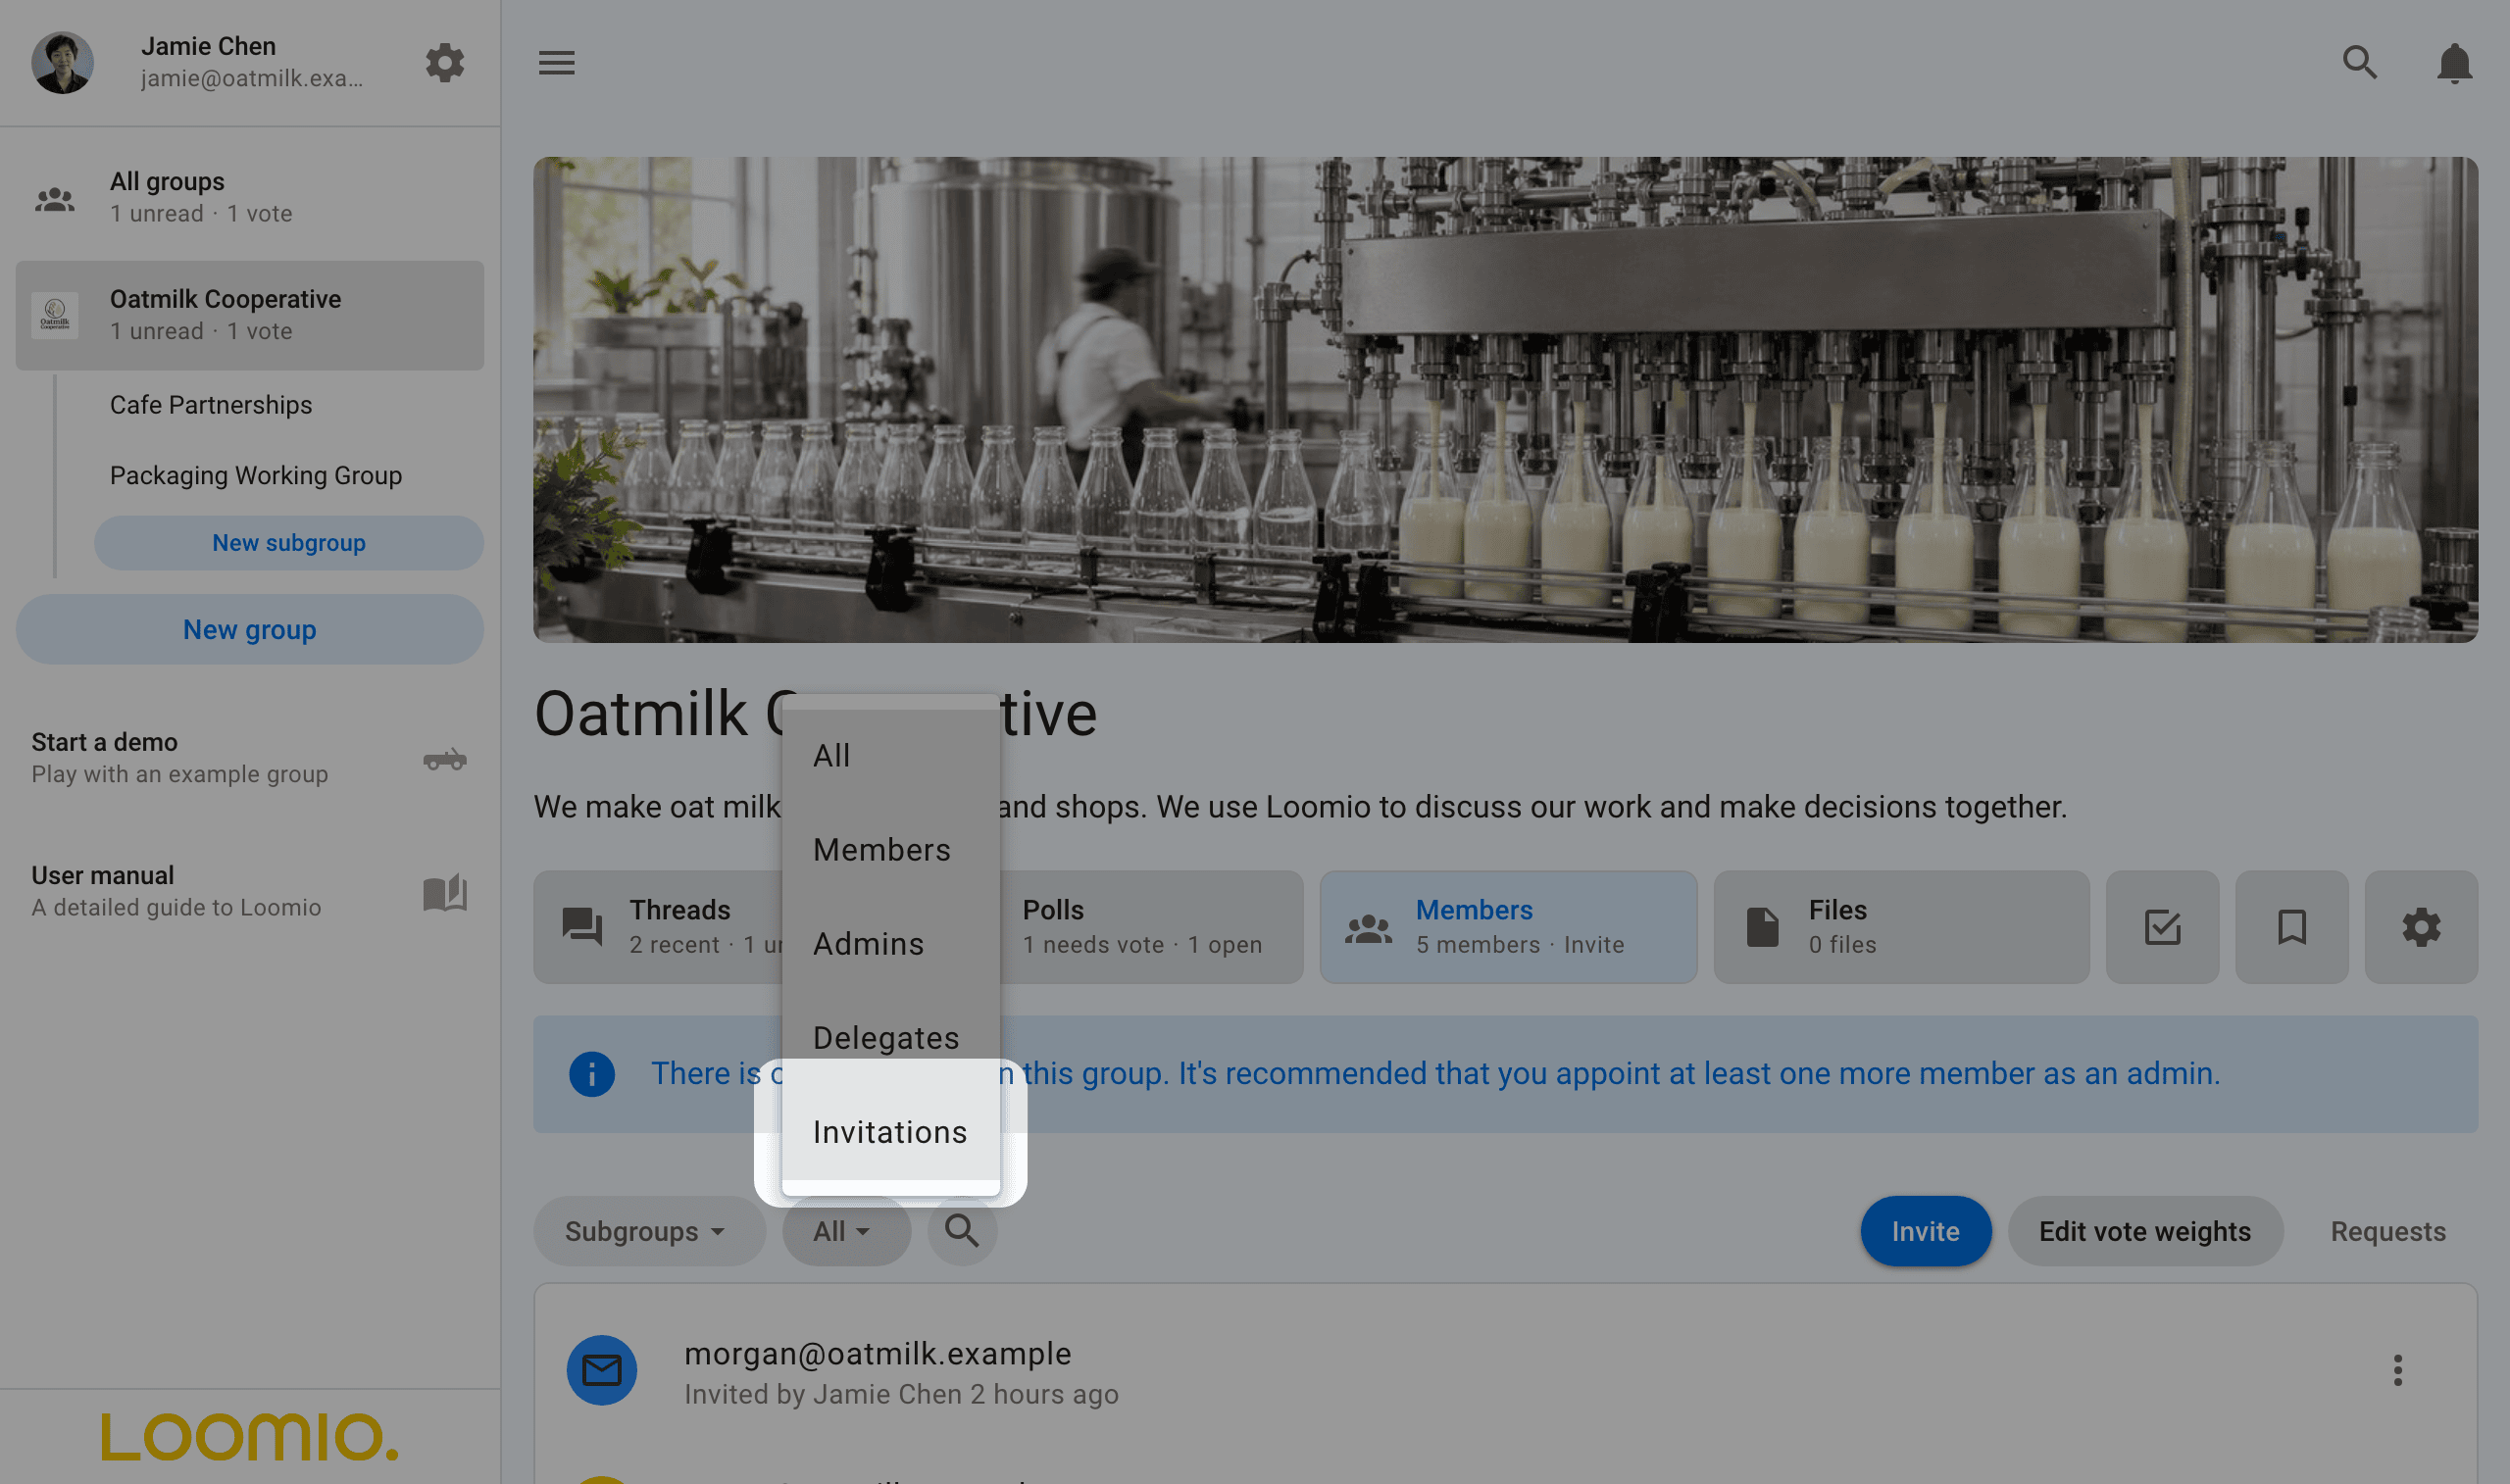 Jamie Chen
jamie@oatmilk.exa...
All groups
1 unread · 1 vote
Oatmilk Cooperative
1 unread · 1 vote
Oatmilk Cooperative
Cafe Partnerships
Packaging Working Group
New subgroup
New group
Start a demo
Play with an example group
User manual
A detailed guide to Loomio
LOOMIO.
Oatmilk tive
We make oat milk and shops. We use Loomio to discuss our work and make decisions together.
Threads
2 recent · 1
Polls
1 needs vote · 1 open
Members
5 members · Invite
Files
0 files
There is this group. It's recommended that you appoint at least one more member as an admin.
All
Members
Admins
Delegates
Invitations
Subgroups
All
Invite
Edit vote weights
Requests
morgan@oatmilk.example
Invited by Jamie Chen 2 hours ago